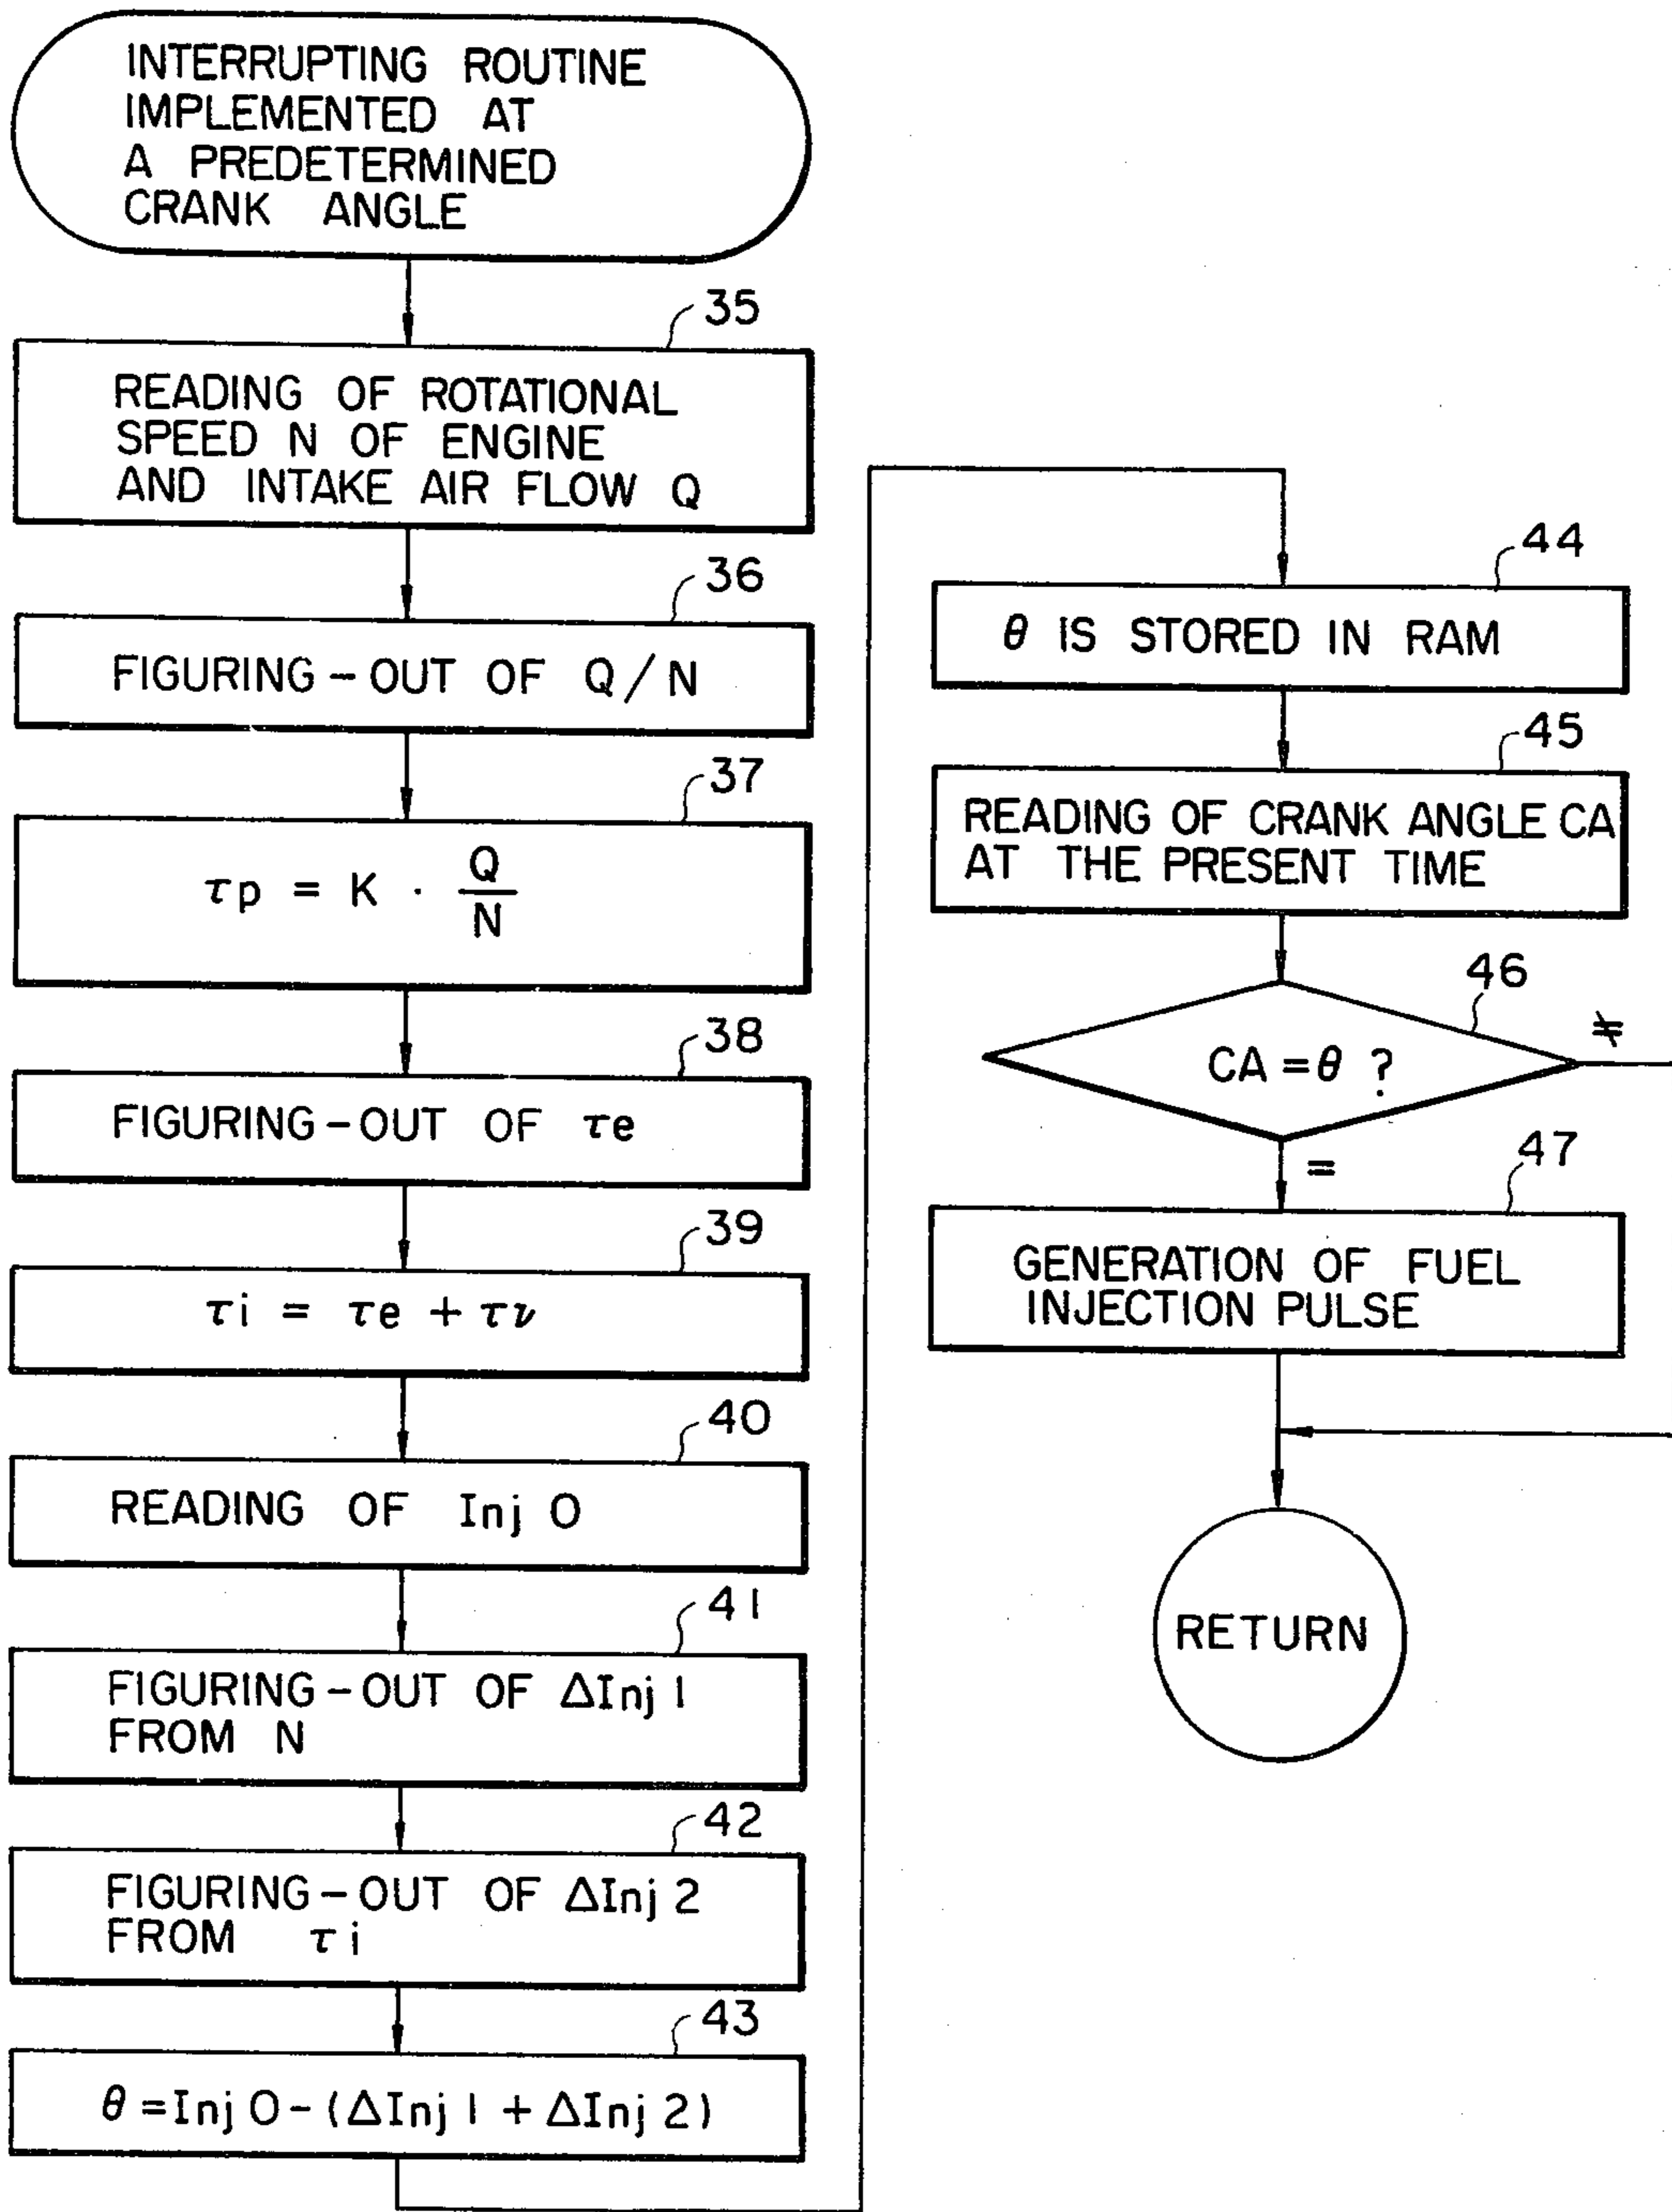 INTERRUPTING ROUTINE
IMPLEMENTED AT
A PREDETERMINED
CRANK ANGLE
35
READING OF ROTATIONAL
SPEED N OF ENGINE
AND INTAKE AIR FLOW Q
36
FIGURING-OUT OF Q/N
37
τp = K · Q/N
38
FIGURING-OUT OF τe
39
τi = τe + τν
40
READING OF Inj O
41
FIGURING-OUT OF ΔInj 1
FROM N
42
FIGURING-OUT OF ΔInj 2
FROM τi
43
θ = Inj O - (ΔInj 1 + ΔInj 2)
44
θ IS STORED IN RAM
45
READING OF CRANK ANGLE CA
AT THE PRESENT TIME
46
CA = θ ?
≠
=
47
GENERATION OF FUEL
INJECTION PULSE
RETURN